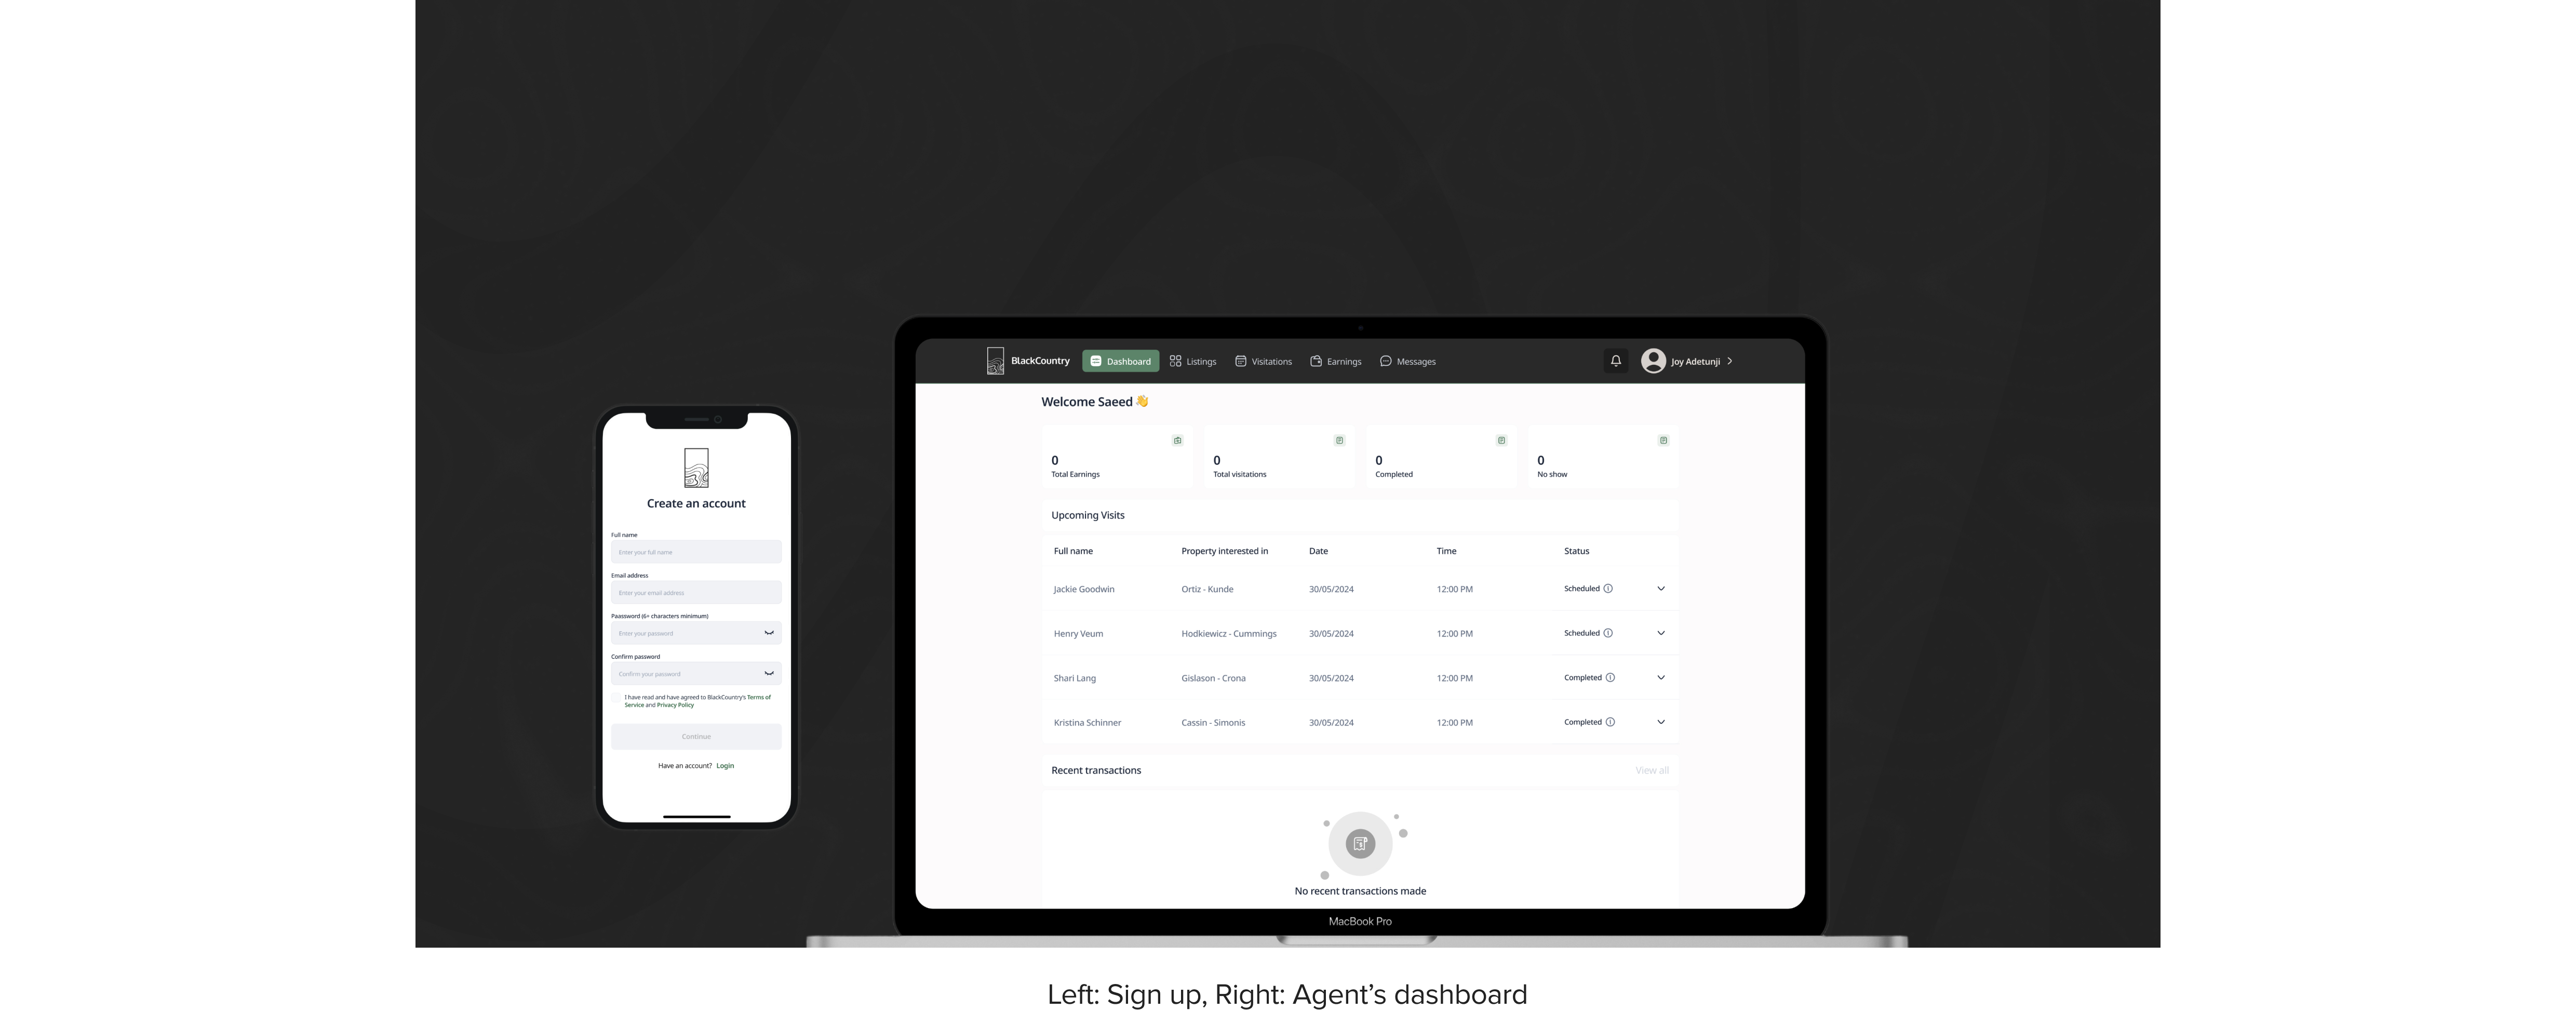 Create an account
Full name
Enter your full name
Email address
Enter your email address
Paassword (6+ characters minimum)
Enter your password
Confirm password
Confirm your password
I have read and have agreed to BlackCountry's Terms of
Service and Privacy Policy
Continue
Have an account? Login
BlackCountry Dashboard Listings Visitations Earnings Messages Joy Adetunji
Welcome Saeed 👋
0 0 0 0
Total Earnings Total visitations Completed No show
Upcoming Visits
Full name Property interested in Date Time Status
Jackie Goodwin Ortiz - Kunde 30/05/2024 12:00 PM Scheduled
Henry Veum Hodkiewicz - Cummings 30/05/2024 12:00 PM Scheduled
Shari Lang Gislason - Crona 30/05/2024 12:00 PM Completed
Kristina Schinner Cassin - Simonis 30/05/2024 12:00 PM Completed
Recent transactions View all
No recent transactions made
MacBook Pro
Left: Sign up, Right: Agent’s dashboard